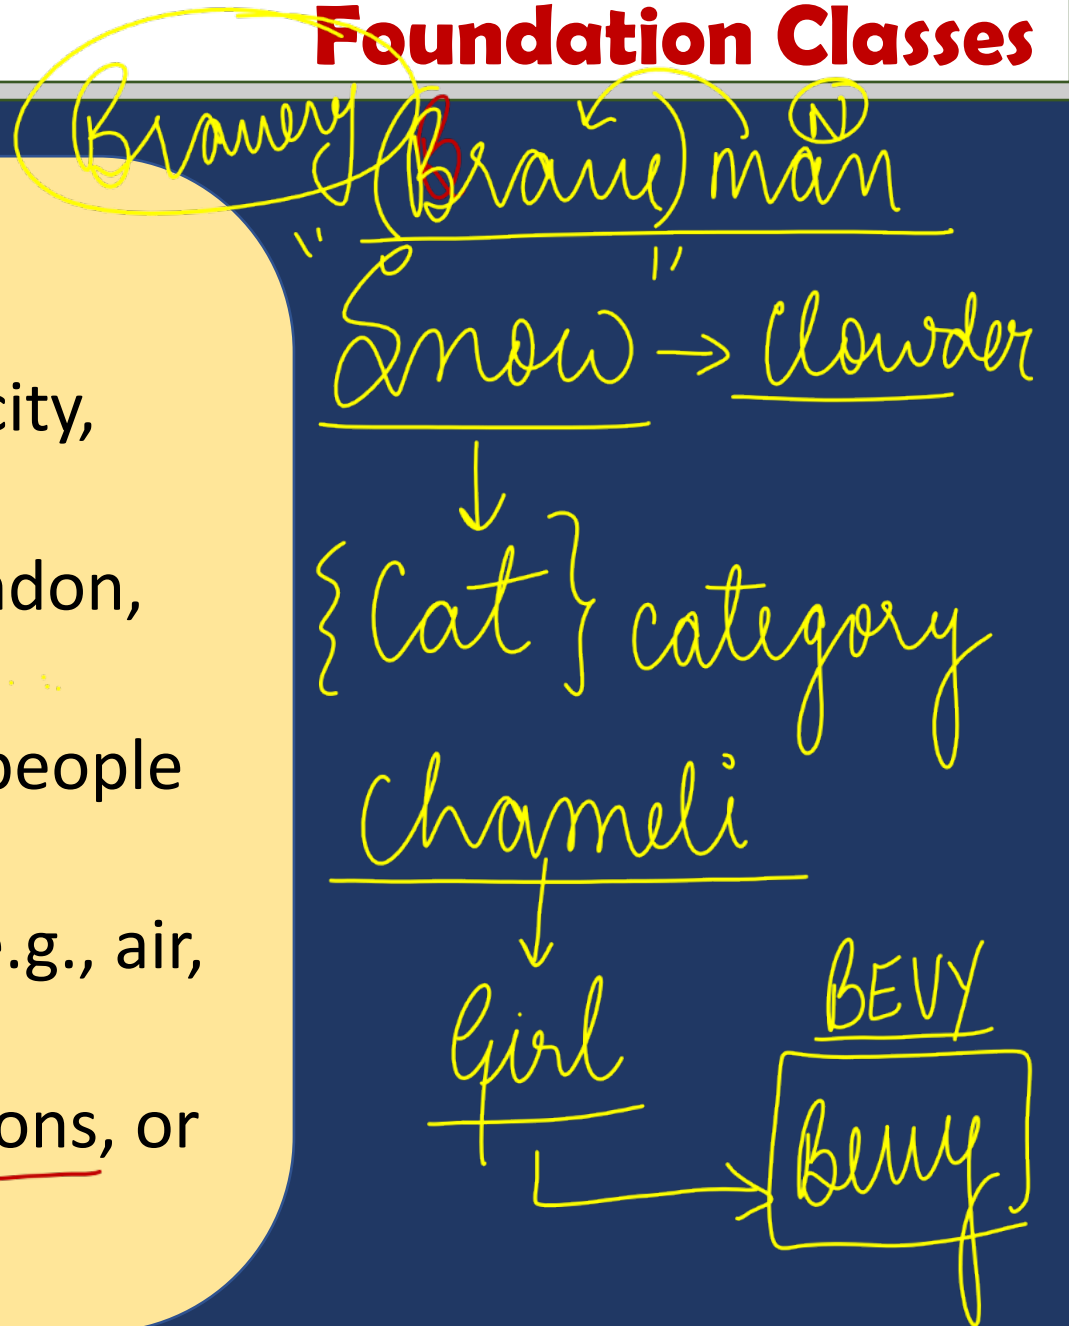 Foundation Classes
Bravery (Brave) man N
Snow → Clowder
city,
{Cat} category
ndon,
people
Chameli
e.g., air,
Girl
BEVY
ons, or
Bevy